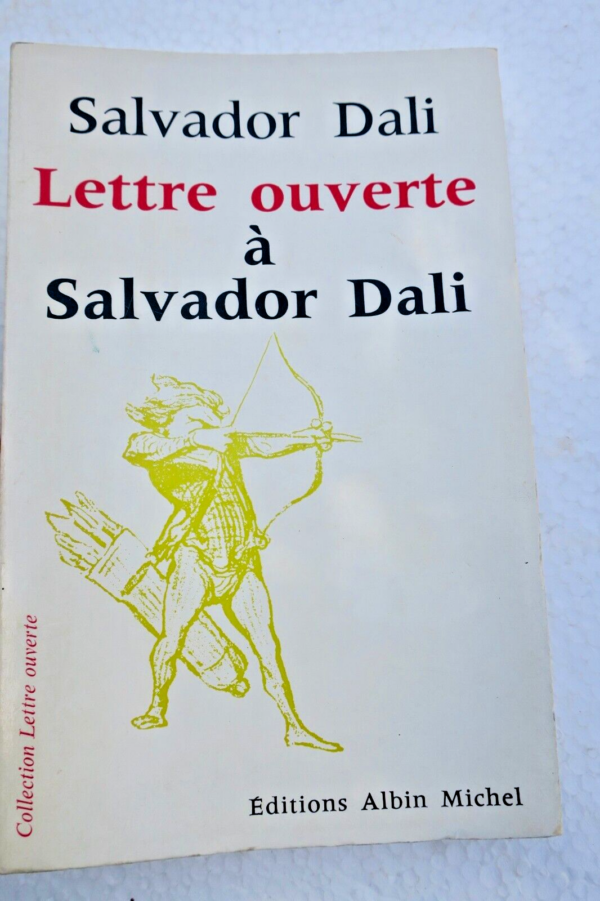 Salvador Dali
Lettre ouverte
à
Salvador Dali
Collection Lettre ouverte
Éditions Albin Michel